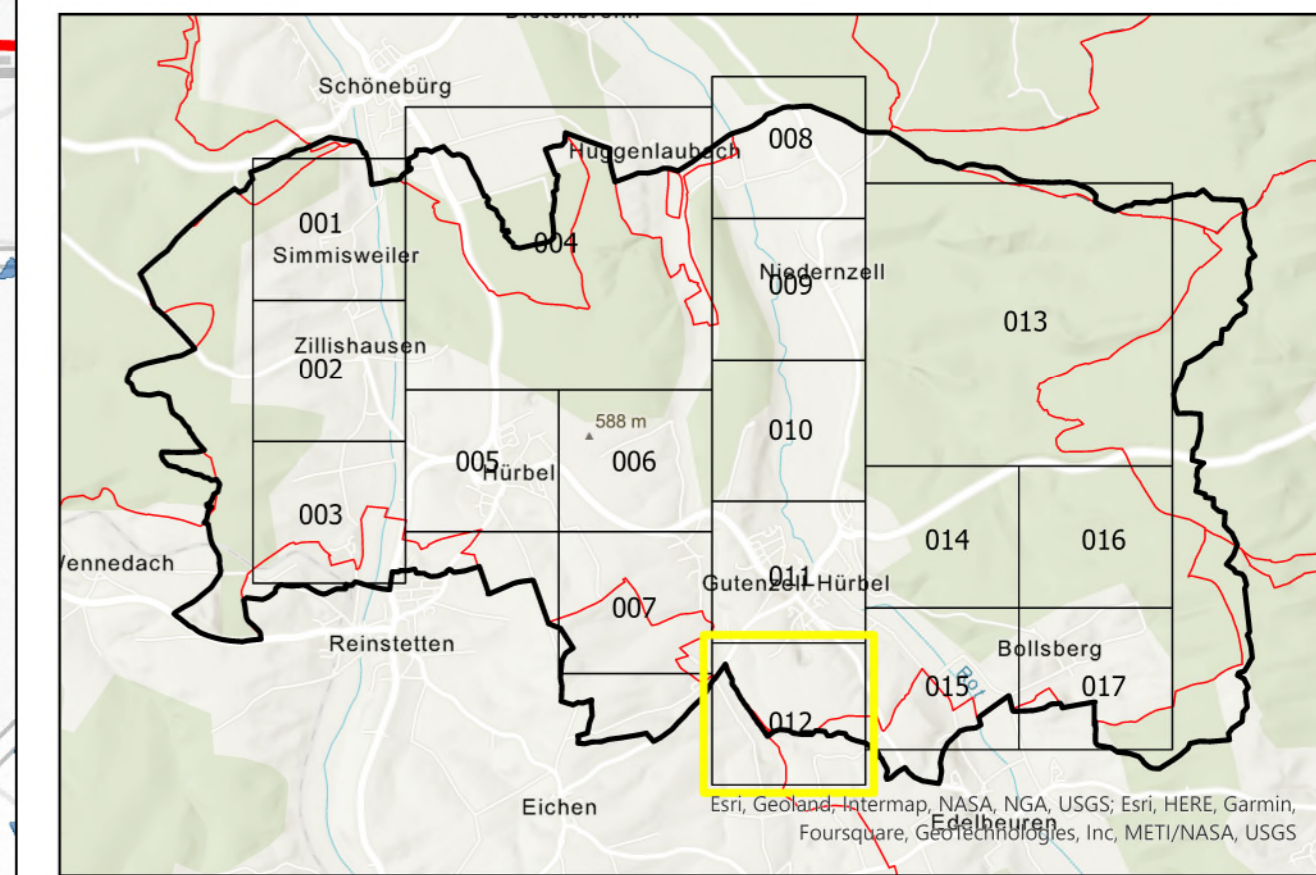 Dietenbronn
Schönebürg
008
Huggenlaubach
001
004
Simmisweiler
Niedernzell
009
013
Zillishausen
002
588 m
010
005
006
Hürbel
003
014
016
Wennedach
011
Gutenzell-Hürbel
007
Reinstetten
Bollsberg
015
Rot
017
012
Eichen
Esri, Geoland, Intermap, NASA, NGA, USGS; Esri, HERE, Garmin,
Edelbeuren
Foursquare, GeoTechnologies, Inc, METI/NASA, USGS